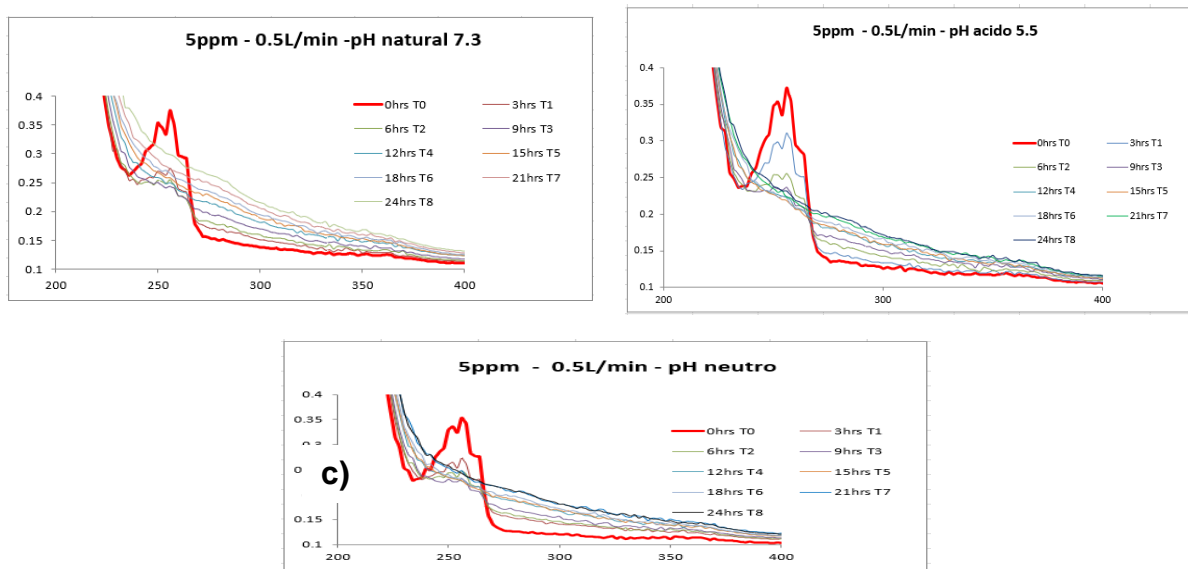 5ppm - 0.5L/min -pH natural 7.3
0.4
0.35
0.3
0.25
0.2
0.15
0.1
200
250
300
350
400
0hrs T0
3hrs T1
6hrs T2
9hrs T3
12hrs T4
15hrs T5
18hrs T6
21hrs T7
24hrs T8
5ppm - 0.5L/min - pH acido 5.5
0.4
0.35
0.3
0.25
0.2
0.15
0.1
200
300
400
0hrs T0
3hrs T1
6hrs T2
9hrs T3
12hrs T4
15hrs T5
18hrs T6
21hrs T7
24hrs T8
5ppm - 0.5L/min - pH neutro
0.4
0.35
0.3
0
c)
0.15
0.1
200
250
300
350
400
0hrs T0
3hrs T1
6hrs T2
9hrs T3
12hrs T4
15hrs T5
18hrs T6
21hrs T7
24hrs T8